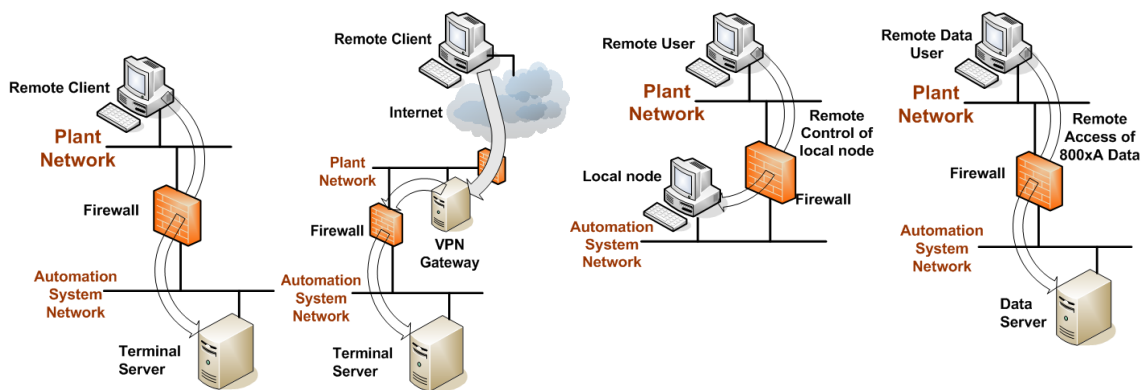 Remote Client
Plant
Network
Firewall
Automation
System
Network
Terminal
Server
Remote Client
Internet
Plant
Network
Firewall
VPN
Gateway
Automation
System
Network
Terminal
Server
Remote User
Plant
Network
Remote
Control of
local node
Local node
Firewall
Automation
System
Network
Remote Data
User
Plant
Network
Remote
Access of
800xA Data
Firewall
Automation
System
Network
Data
Server